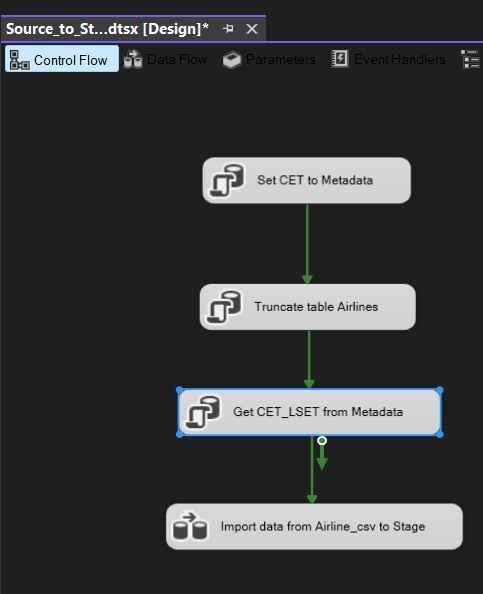 Source_to_St...dtsx [Design]*
Control Flow
Data Flow
Parameters
Event Handlers
Set CET to Metadata
Truncate table Airlines
Get CET_LSET from Metadata
Import data from Airline_csv to Stage